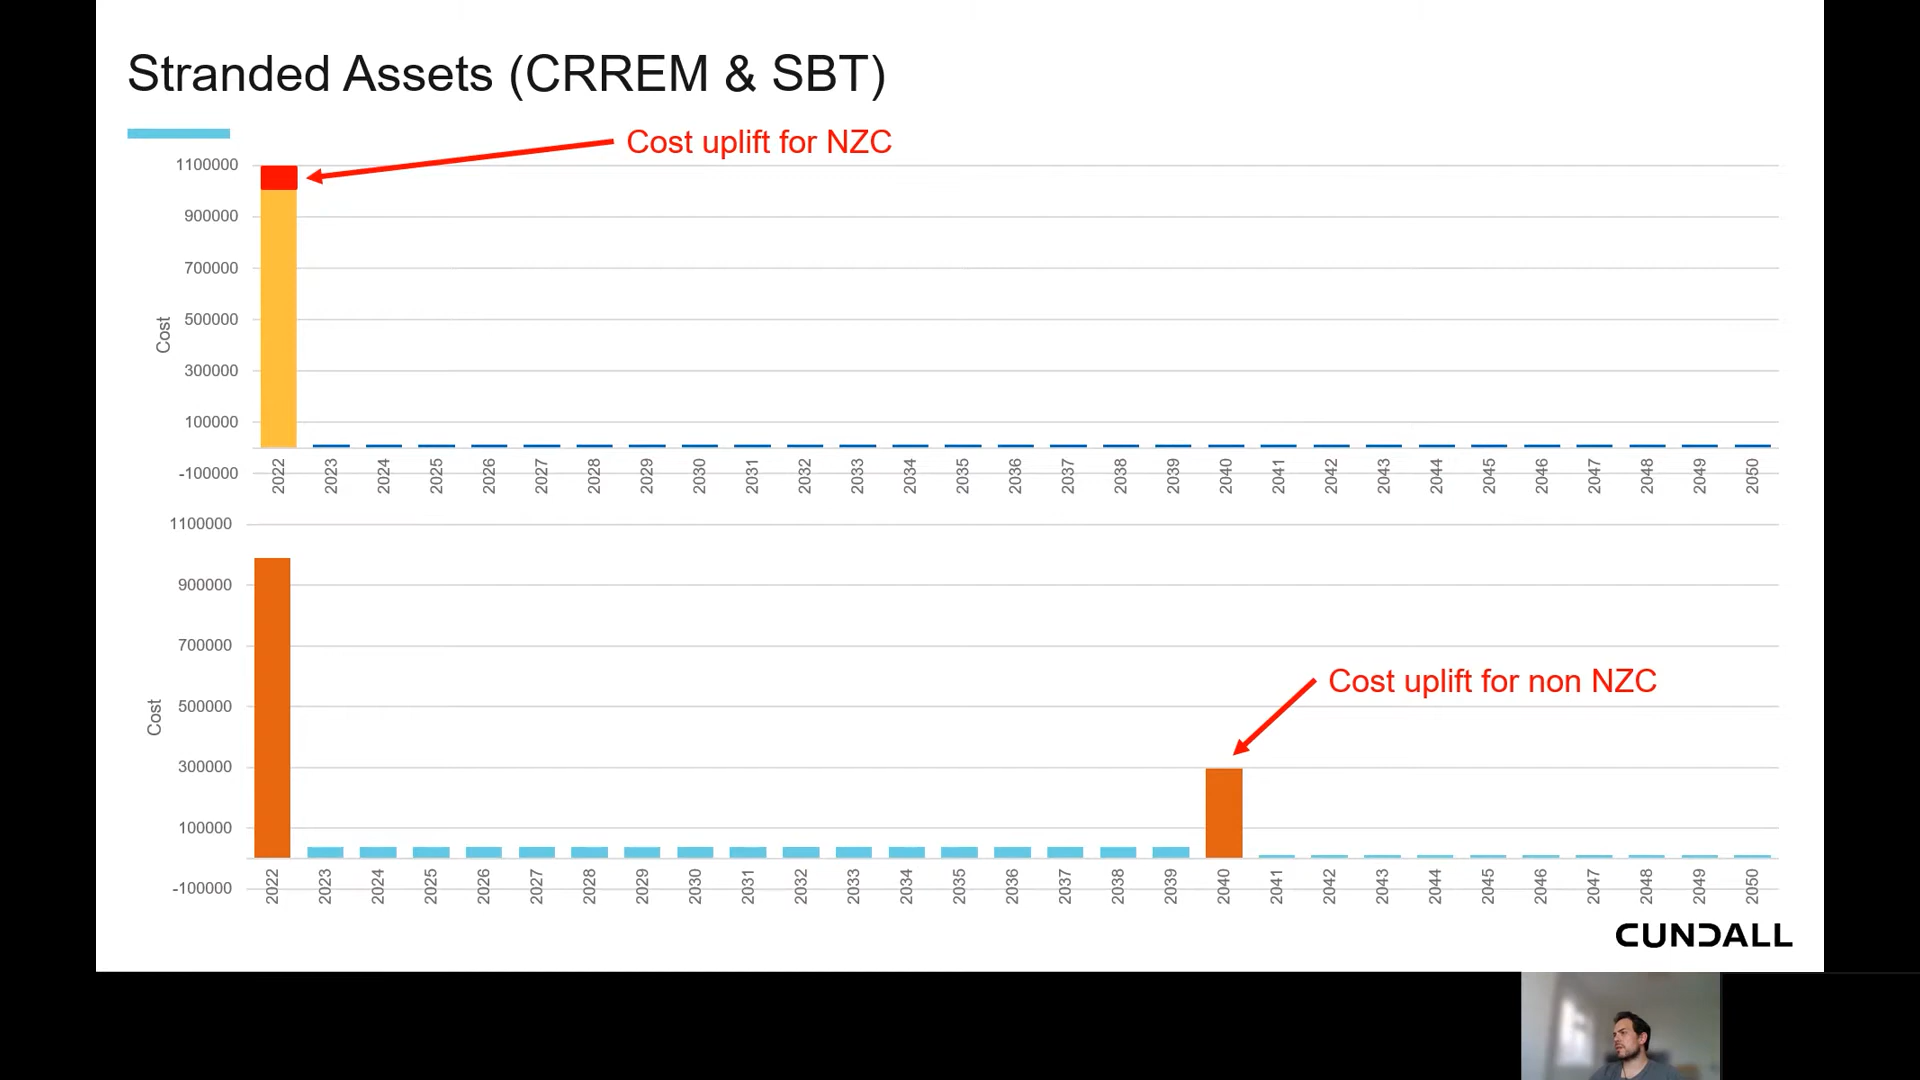 Stranded Assets (CRREM & SBT)
Cost uplift for NZC
1100000
900000
700000
500000
300000
100000
-100000
Cost
2022 2023 2024 2025 2026 2027 2028 2029 2030 2031 2032 2033 2034 2035 2036 2037 2038 2039 2040 2041 2042 2043 2044 2045 2046 2047 2048 2049 2050
1100000
900000
700000
500000
300000
100000
-100000
Cost
Cost uplift for non NZC
2022 2023 2024 2025 2026 2027 2028 2029 2030 2031 2032 2033 2034 2035 2036 2037 2038 2039 2040 2041 2042 2043 2044 2045 2046 2047 2048 2049 2050
CUNDALL